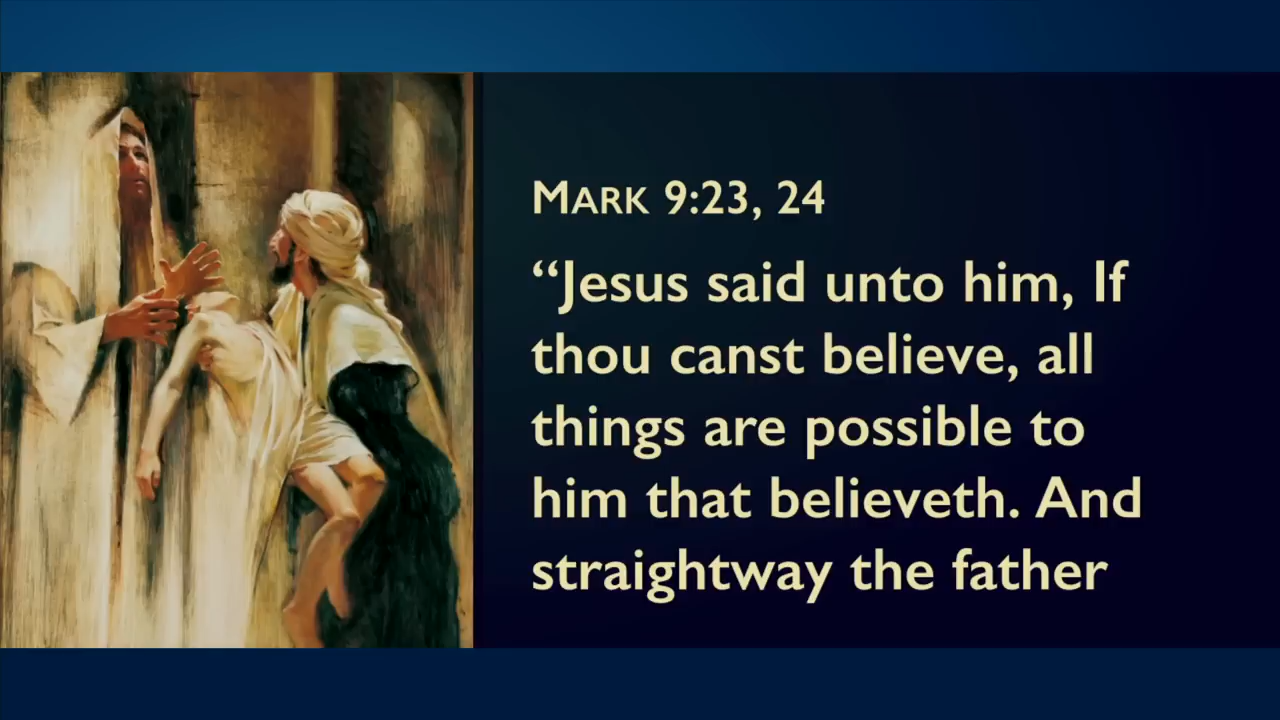 MARK 9:23, 24
“Jesus said unto him, If
thou canst believe, all
things are possible to
him that believeth. And
straightway the father